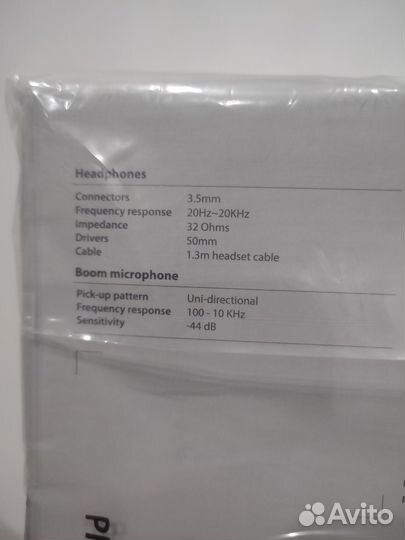 Headphones
Connectors 3.5mm
Frequency response 20Hz~20KHz
Impedance 32 Ohms
Drivers 50mm
Cable 1.3m headset cable
Boom microphone
Pick-up pattern Uni-directional
Frequency response 100 - 10 KHz
Sensitivity -44 dB
Avito